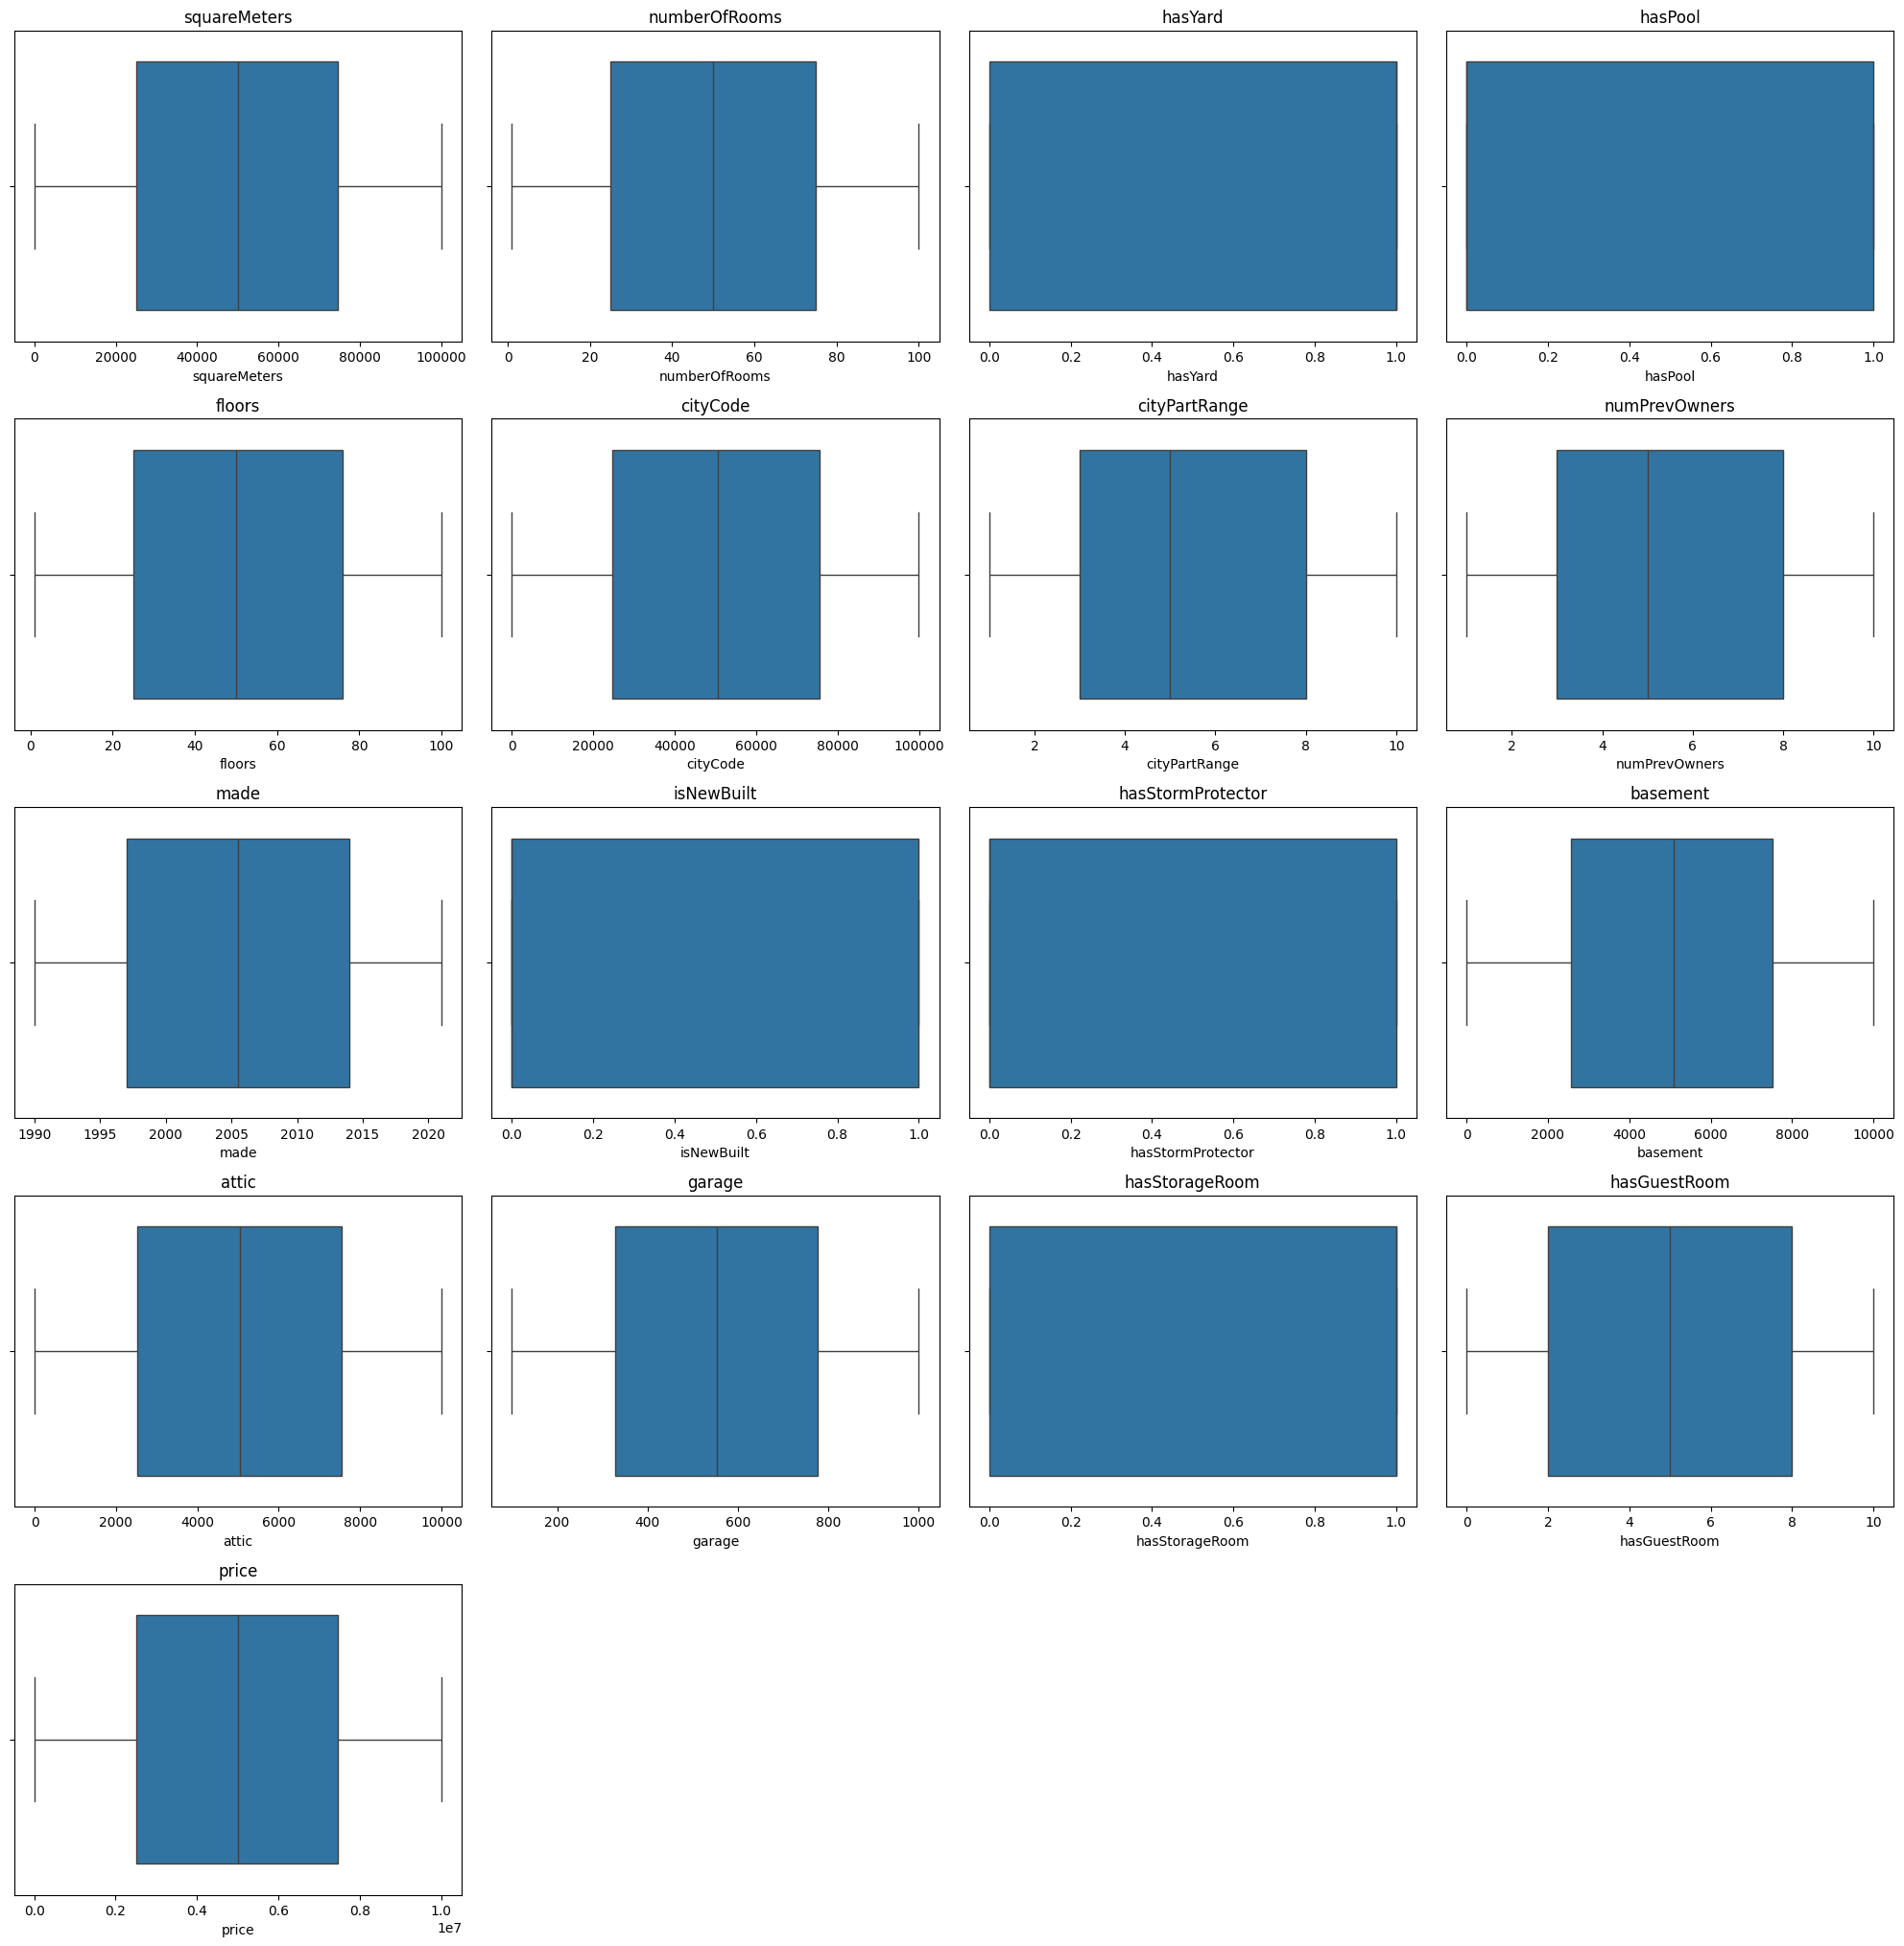 squareMeters numberOfRooms hasYard hasPool
0 20000 40000 60000 80000 100000 0 20 40 60 80 100 0.0 0.2 0.4 0.6 0.8 1.0 0.0 0.2 0.4 0.6 0.8 1.0
squareMeters numberOfRooms hasYard hasPool
floors cityCode cityPartRange numPrevOwners
0 20 40 60 80 100 0 20000 40000 60000 80000 100000 2 4 6 8 10 2 4 6 8 10
floors cityCode cityPartRange numPrevOwners
made isNewBuilt hasStormProtector basement
1990 1995 2000 2005 2010 2015 2020 0.0 0.2 0.4 0.6 0.8 1.0 0.0 0.2 0.4 0.6 0.8 1.0 0 2000 4000 6000 8000 10000
made isNewBuilt hasStormProtector basement
attic garage hasStorageRoom hasGuestRoom
0 2000 4000 6000 8000 10000 200 400 600 800 1000 0.0 0.2 0.4 0.6 0.8 1.0 0 2 4 6 8 10
attic garage hasStorageRoom hasGuestRoom
price
0.0 0.2 0.4 0.6 0.8 1.0
1e7
price